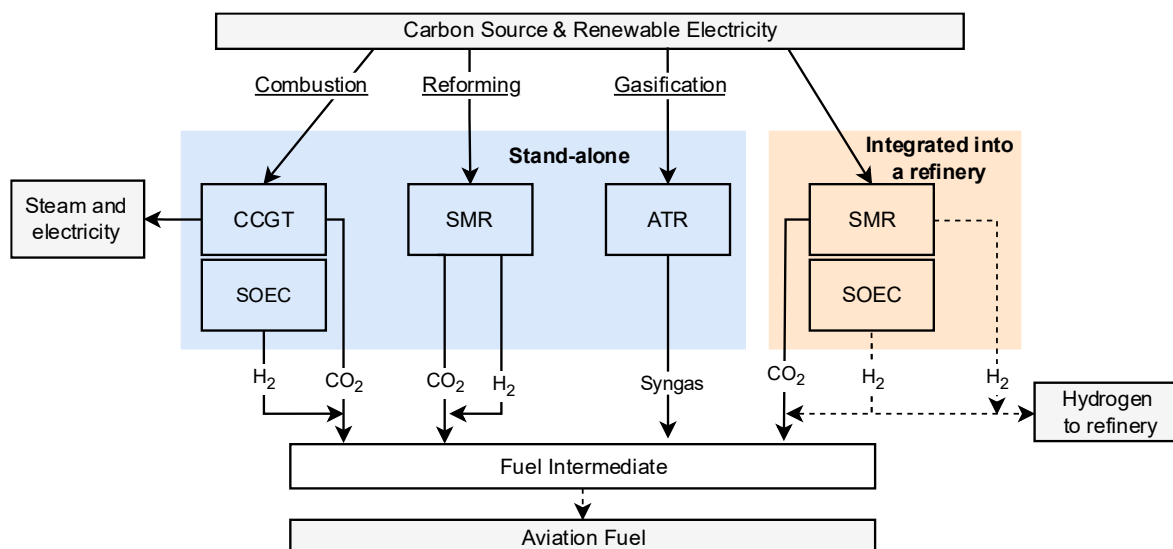 Carbon Source & Renewable Electricity
Combustion
Reforming
Gasification
Stand-alone
Integrated into
a refinery
Steam and
electricity
CCGT
SMR
ATR
SMR
SOEC
SOEC
H2
CO2
CO2
H2
Syngas
CO2
H2
H2
Hydrogen
to refinery
Fuel Intermediate
Aviation Fuel